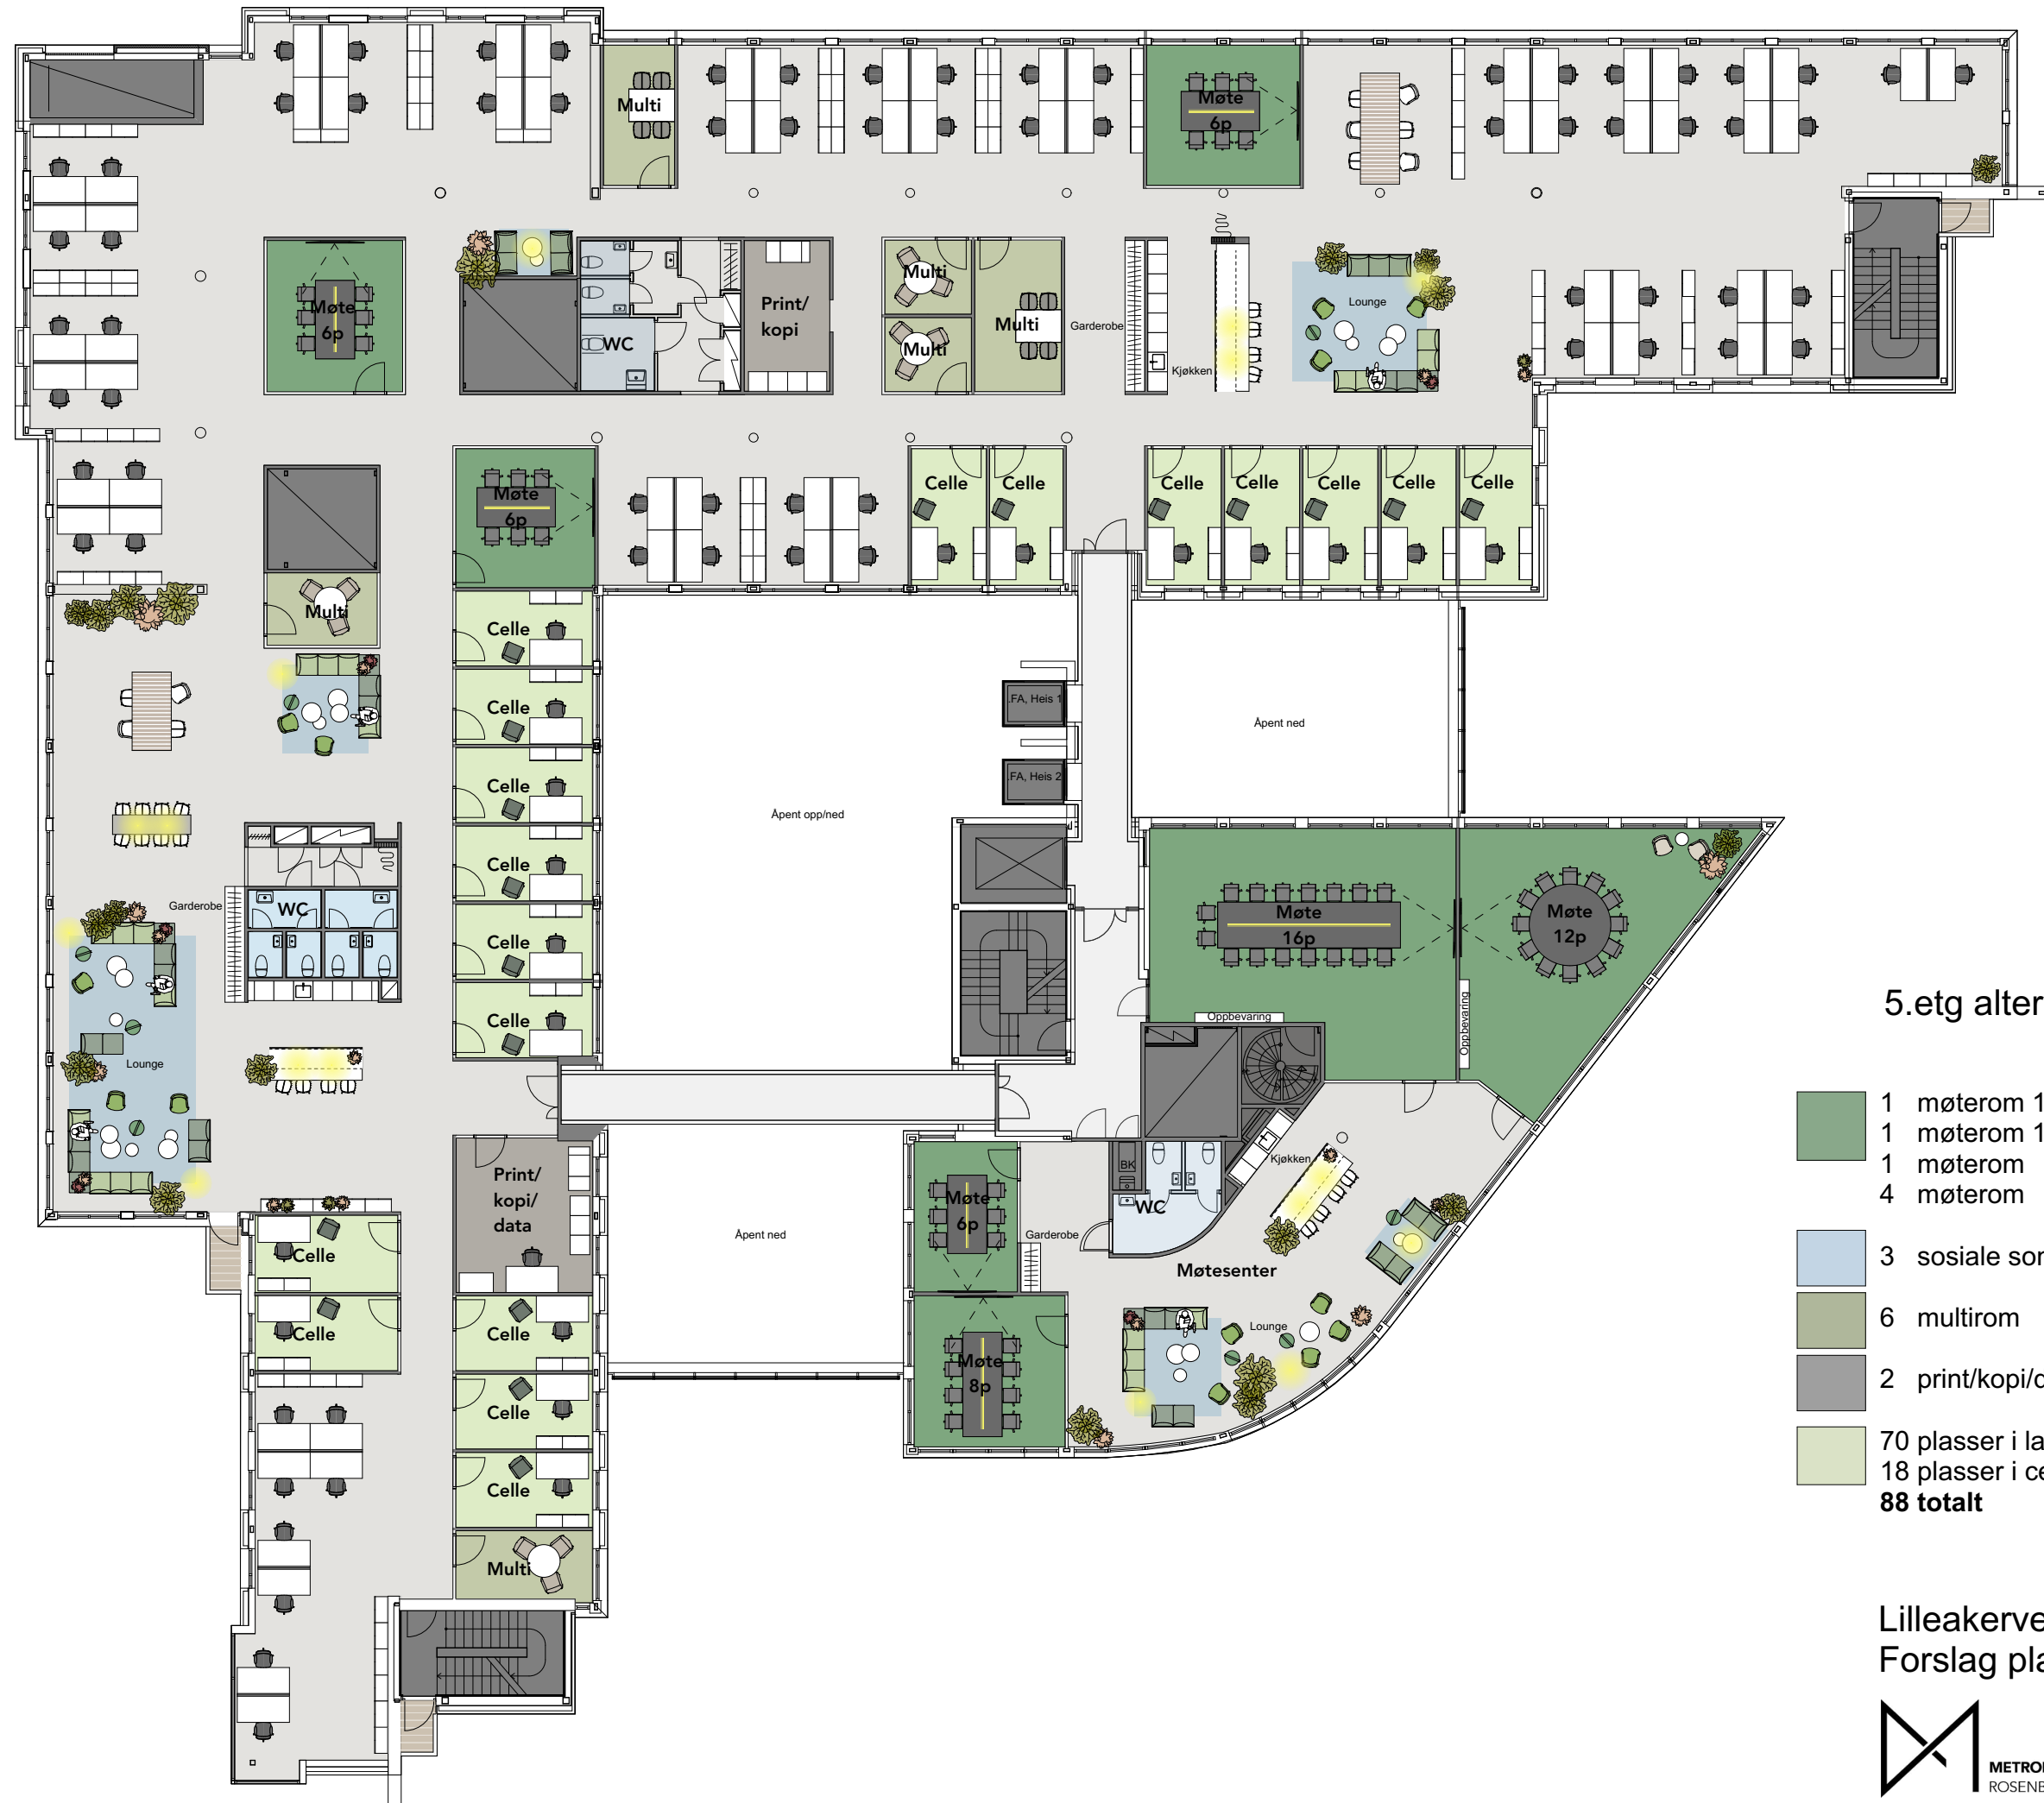 Multi
Møte
6p
Møte
6p
WC
Print/
kopi
Multi
Multi
Multi
Garderobe
Kjøkken
Lounge
Møte
6p
Celle
Celle
Celle
Celle
Celle
Celle
Celle
Multi
Celle
Celle
Celle
Celle
Celle
Celle
FA, Heis 1
FA, Heis 2
Åpent ned
Åpent opp/ned
Garderobe
WC
Lounge
Møte
16p
Møte
12p
Oppbevaring
Oppbevaring
Print/
kopi/
data
Celle
Celle
Celle
Celle
Celle
Multi
Åpent ned
Møte
6p
Møte
8p
Garderobe
BK
WC
Kjøkken
Møtesenter
Lounge
5.etg alter
1 møterom 1
1 møterom 1
1 møterom
4 møterom
3 sosiale so
6 multirom
2 print/kopi/d
70 plasser i la
18 plasser i ce
88 totalt
Lilleakerve
Forslag pla
METRO
ROSENB